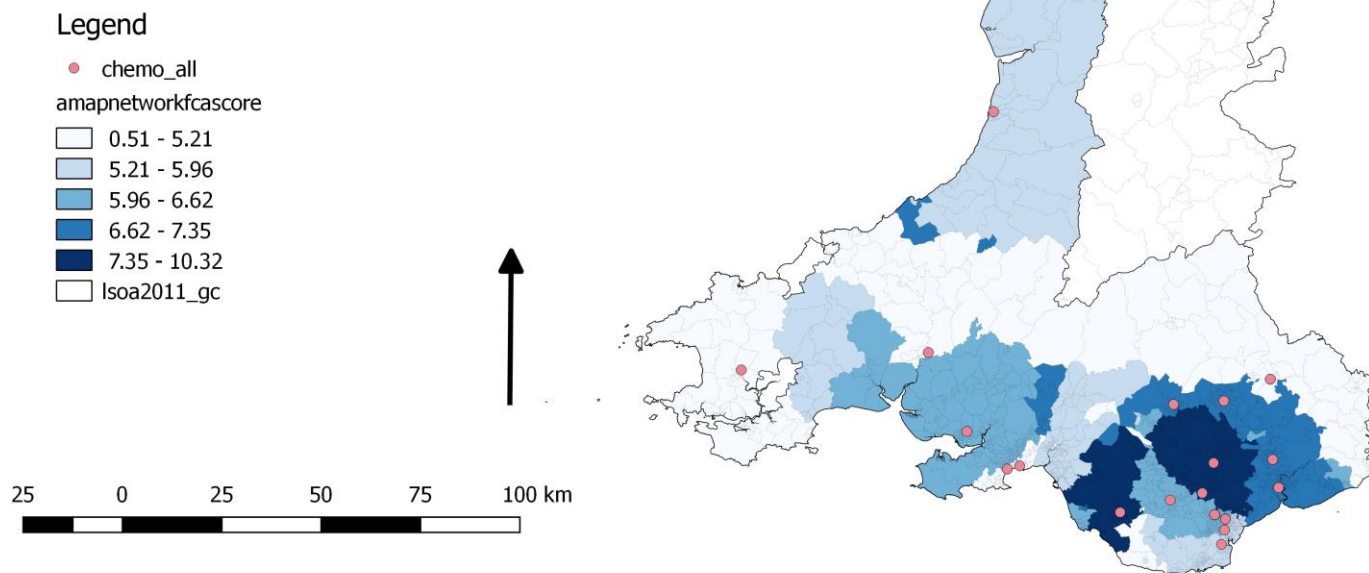 Legend
chemo_all
amapnetworkfcascore
0.51 - 5.21
5.21 - 5.96
5.96 - 6.62
6.62 - 7.35
7.35 - 10.32
lsoa2011_gc
25 0 25 50 75 100 km